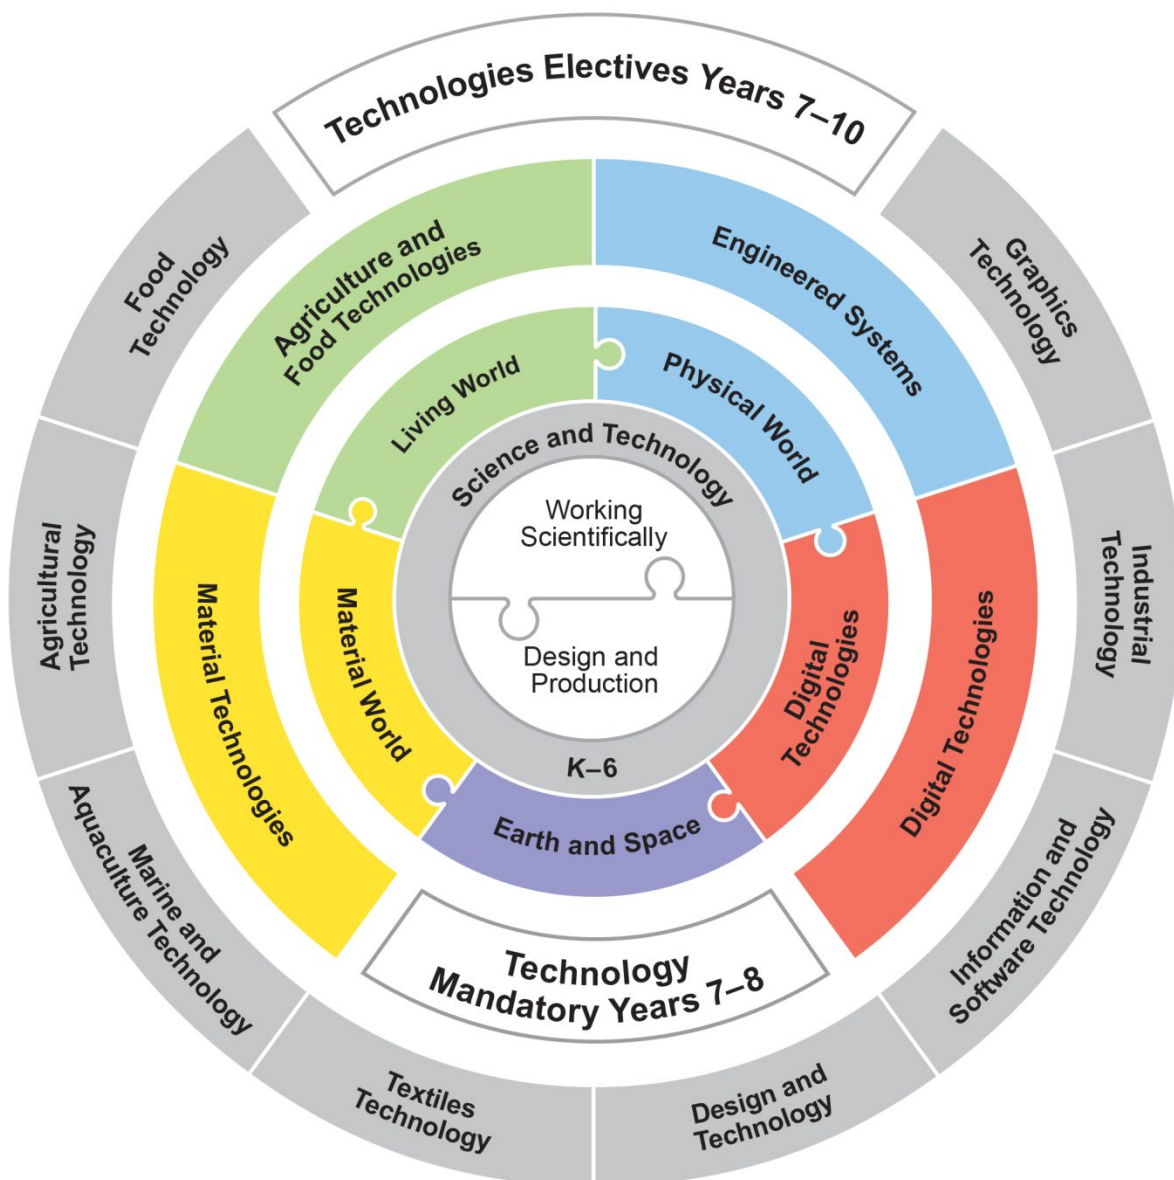 Technologies Electives Years 7–10
Food
Technology
Graphics
Technology
Agriculture and
Food Technologies
Engineered Systems
Living World
Physical World
Science and Technology
Working
Scientifically
Design and
Production
K–6
Agricultural
Technology
Industrial
Technology
Material Technologies
Material World
Digital
Technologies
Digital Technologies
Earth and Space
Technology
Mandatory Years 7–8
Marine and
Aquaculture Technology
Information and
Software Technology
Textiles
Technology
Design and
Technology